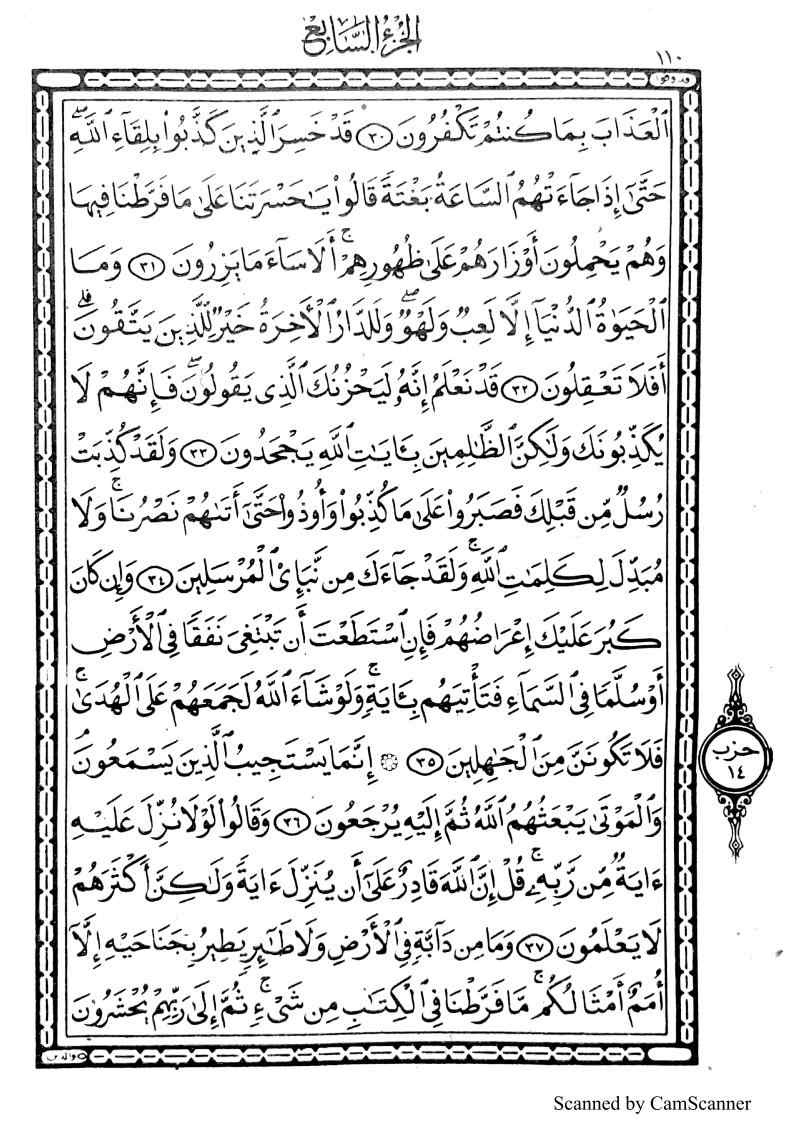 الجزء السابع
١١٠
ٱلْعَذَابَ بِمَا كُنتُمْ تَكْفُرُونَ ٣٠ قَدْ خَسِرَ ٱلَّذِينَ كَذَّبُوا۟ بِلِقَآءِ ٱللَّهِ ۖ
حَتَّىٰٓ إِذَا جَآءَتْهُمُ ٱلسَّاعَةُ بَغْتَةً قَالُوا۟ يَٰحَسْرَتَنَا عَلَىٰ مَا فَرَّطْنَا فِيهَا
وَهُمْ يَحْمِلُونَ أَوْزَارَهُمْ عَلَىٰ ظُهُورِهِمْ ۚ أَلَا سَآءَ مَا يَزِرُونَ ٣١ وَمَا
ٱلْحَيَوٰةُ ٱلدُّنْيَآ إِلَّا لَعِبٌ وَلَهْوٌ ۖ وَلَلدَّارُ ٱلْءَاخِرَةُ خَيْرٌ لِّلَّذِينَ يَتَّقُونَ ۗ
أَفَلَا تَعْقِلُونَ ٣٢ قَدْ نَعْلَمُ إِنَّهُۥ لَيَحْزُنُكَ ٱلَّذِى يَقُولُونَ ۖ فَإِنَّهُمْ لَا
يُكَذِّبُونَكَ وَلَٰكِنَّ ٱلظَّٰلِمِينَ بِـَٔايَٰتِ ٱللَّهِ يَجْحَدُونَ ٣٣ وَلَقَدْ كُذِّبَتْ
رُسُلٌ مِّن قَبْلِكَ فَصَبَرُوا۟ عَلَىٰ مَا كُذِّبُوا۟ وَأُوذُوا۟ حَتَّىٰٓ أَتَىٰهُمْ نَصْرُنَا ۚ وَلَا
مُبَدِّلَ لِكَلِمَٰتِ ٱللَّهِ ۚ وَلَقَدْ جَآءَكَ مِن نَّبَإِى۟ ٱلْمُرْسَلِينَ ٣٤ وَإِن كَانَ
كَبُرَ عَلَيْكَ إِعْرَاضُهُمْ فَإِنِ ٱسْتَطَعْتَ أَن تَبْتَغِىَ نَفَقًا فِى ٱلْأَرْضِ
أَوْ سُلَّمًا فِى ٱلسَّمَآءِ فَتَأْتِيَهُم بِـَٔايَةٍ ۚ وَلَوْ شَآءَ ٱللَّهُ لَجَمَعَهُمْ عَلَى ٱلْهُدَىٰ ۚ
فَلَا تَكُونَنَّ مِنَ ٱلْجَٰهِلِينَ ٣٥ ۞ إِنَّمَا يَسْتَجِيبُ ٱلَّذِينَ يَسْمَعُونَ ۘ
حزب
١٤
وَٱلْمَوْتَىٰ يَبْعَثُهُمُ ٱللَّهُ ثُمَّ إِلَيْهِ يُرْجَعُونَ ٣٦ وَقَالُوا۟ لَوْلَا نُزِّلَ عَلَيْهِ
ءَايَةٌ مِّن رَّبِّهِۦ ۚ قُلْ إِنَّ ٱللَّهَ قَادِرٌ عَلَىٰٓ أَن يُنَزِّلَ ءَايَةً وَلَٰكِنَّ أَكْثَرَهُمْ
لَا يَعْلَمُونَ ٣٧ وَمَا مِن دَآبَّةٍ فِى ٱلْأَرْضِ وَلَا طَٰٓئِرٍ يَطِيرُ بِجَنَاحَيْهِ إِلَّآ
أُمَمٌ أَمْثَالُكُم ۚ مَّا فَرَّطْنَا فِى ٱلْكِتَٰبِ مِن شَىْءٍ ۚ ثُمَّ إِلَىٰ رَبِّهِمْ يُحْشَرُونَ
Scanned by CamScanner